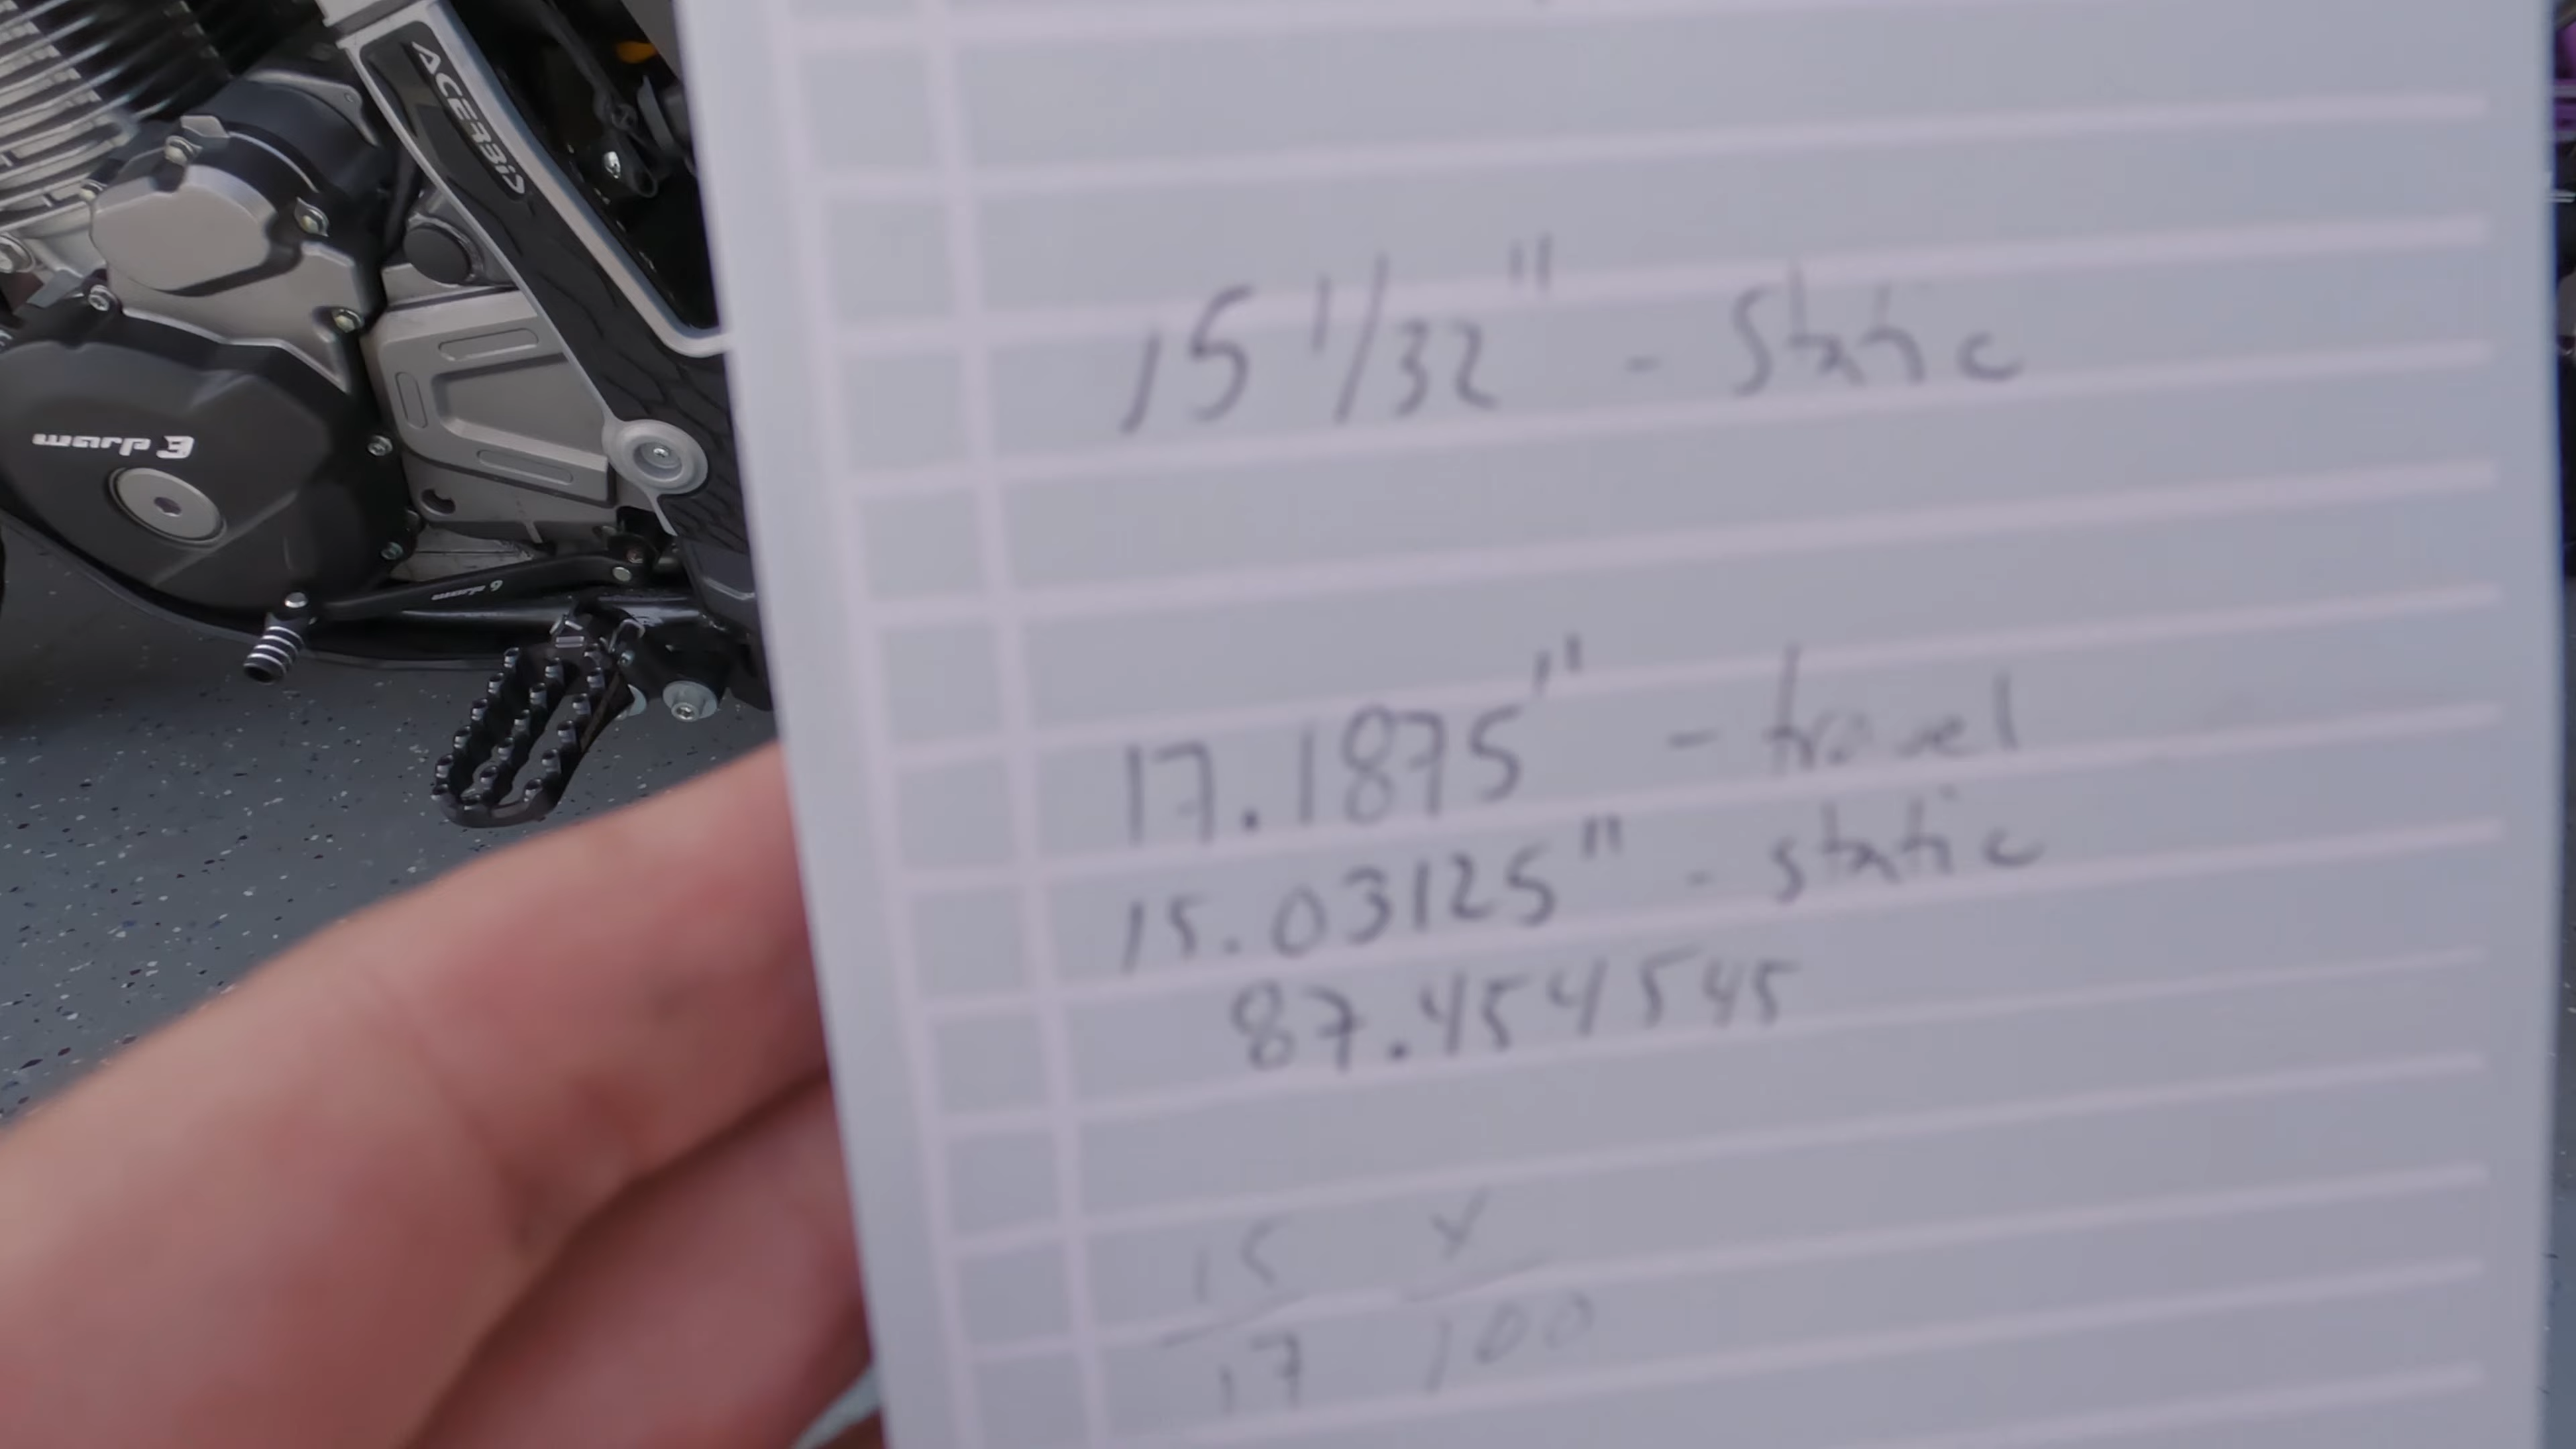 ACERBIS
warp 9
warp 9
15 1/32" - Static
17.1875" - travel
15.03125" - static
87.454545
15 x
17 100